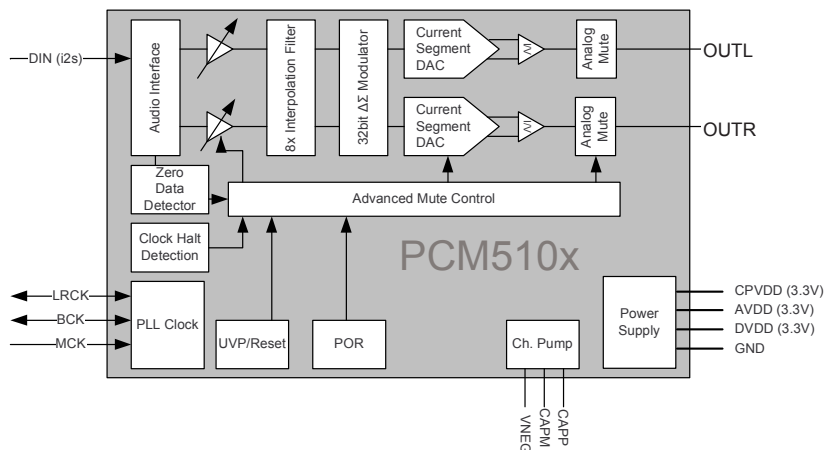 DIN (i2s)
Audio Interface
8x Interpolation Filter
32bit ΔΣ Modulator
Current
Segment
DAC
Analog
Mute
OUTL
Current
Segment
DAC
Analog
Mute
OUTR
Zero
Data
Detector
Advanced Mute Control
Clock Halt
Detection
PCM510x
LRCK
BCK
MCK
PLL Clock
UVP/Reset
POR
Ch. Pump
Power
Supply
CPVDD (3.3V)
AVDD (3.3V)
DVDD (3.3V)
GND
VNEG
CAPM
CAPP